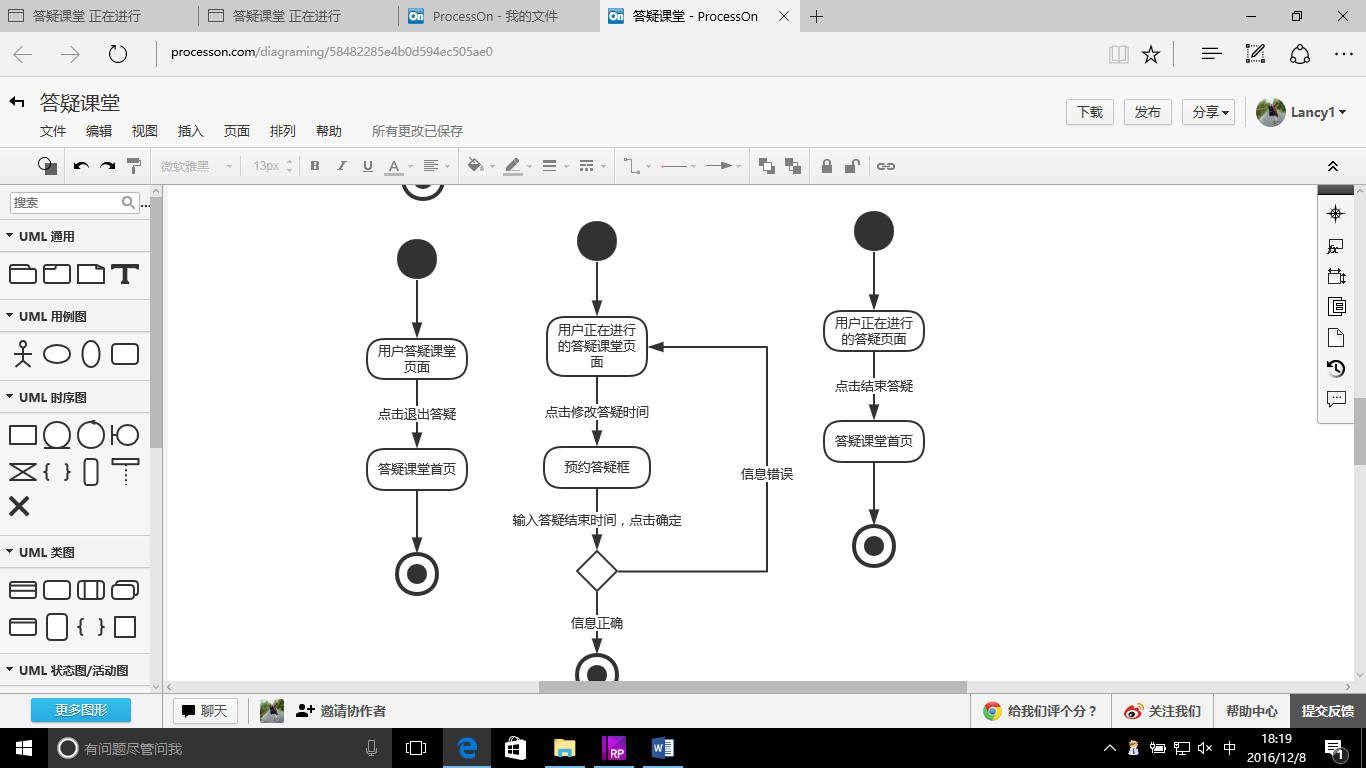 答疑课堂 正在进行
答疑课堂 正在进行
ProcessOn - 我的文件
答疑课堂 - ProcessOn
processon.com/diagraming/58482285e4b0d594ec505ae0
答疑课堂
文件 编辑 视图 插入 页面 排列 帮助 所有更改已保存
下载 发布 分享 Lancy1
微软雅黑 13px B I U A
搜索 ...
UML 通用
UML 用例图
UML 时序图
UML 类图
UML 状态图/活动图
更多图形
用户答疑课堂
页面
点击退出答疑
答疑课堂首页
用户正在进行
的答疑课堂页
面
点击修改答疑时间
预约答疑框
输入答疑结束时间，点击确定
信息错误
信息正确
用户正在进行
的答疑页面
点击结束答疑
答疑课堂首页
聊天 邀请协作者
给我们评个分？ 关注我们 帮助中心 提交反馈
有问题尽管问我
中
18:19
2016/12/8
1